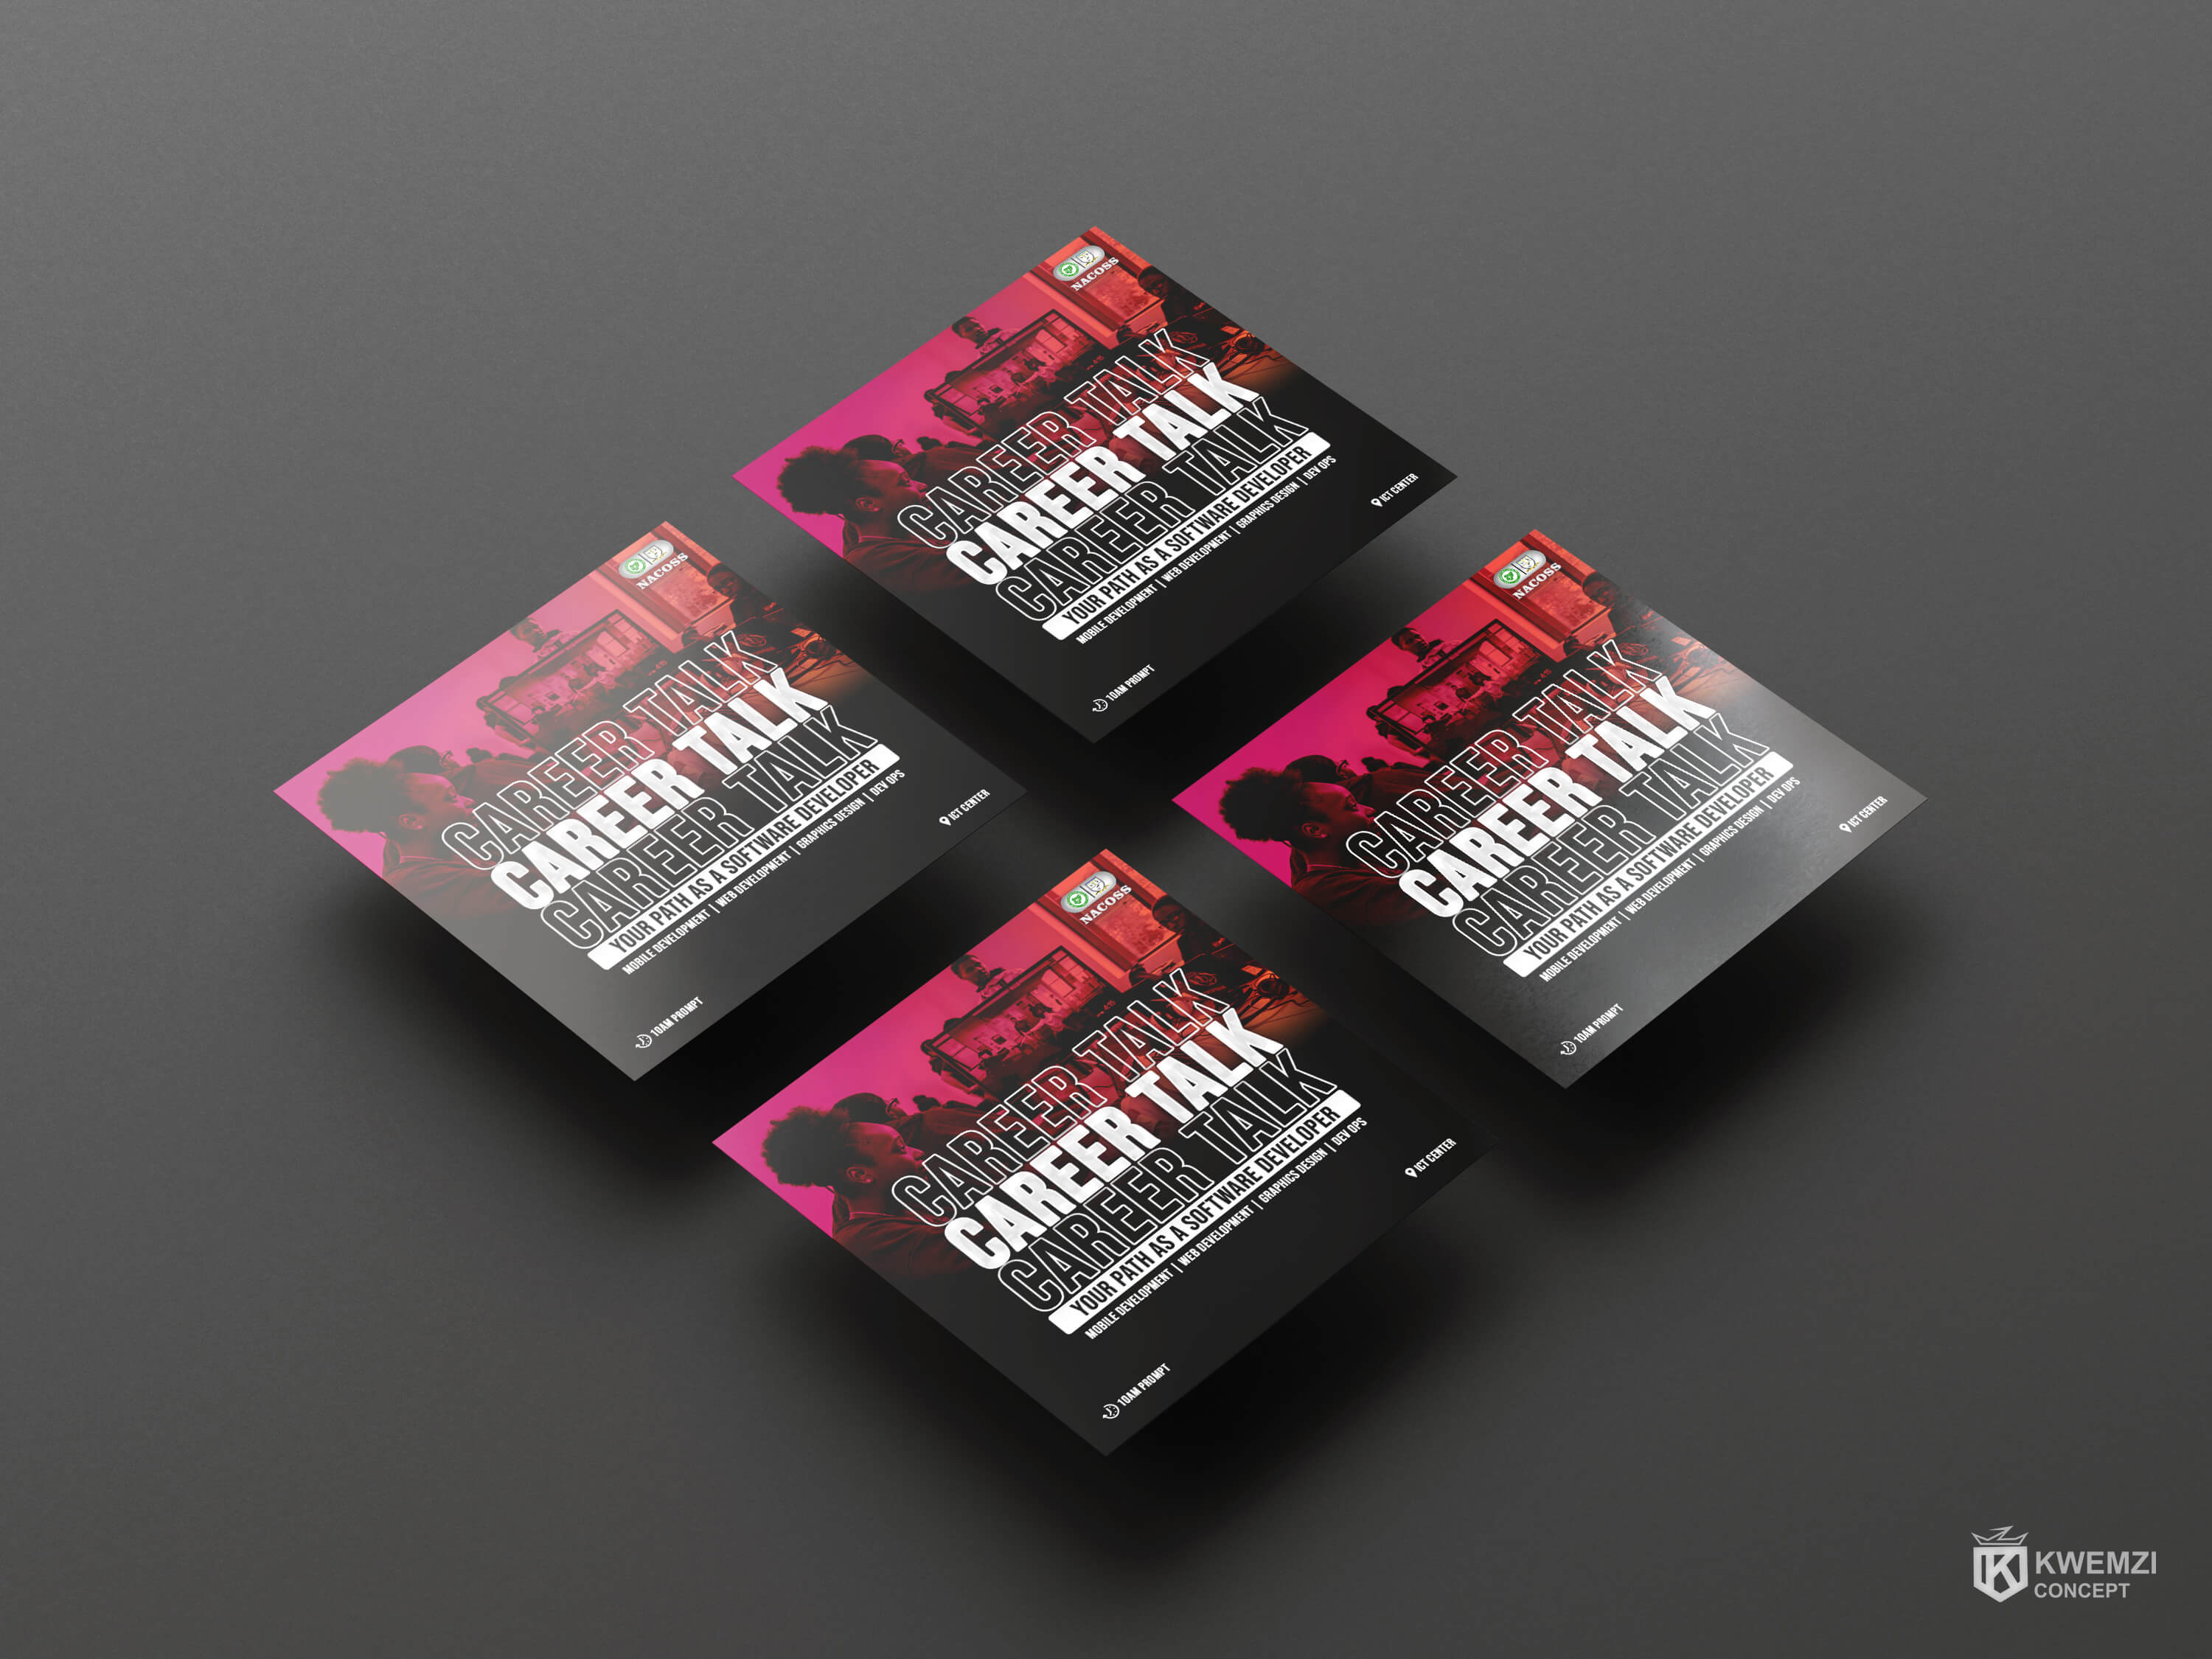 NACOSS
CAREER TALK
CAREER TALK
CAREER TALK
YOUR PATH AS A SOFTWARE DEVELOPER
MOBILE DEVELOPMENT | WEB DEVELOPMENT | GRAPHICS DESIGN | DEV OPS
10AM PROMPT
ICT CENTER
NACOSS
CAREER TALK
CAREER TALK
CAREER TALK
YOUR PATH AS A SOFTWARE DEVELOPER
MOBILE DEVELOPMENT | WEB DEVELOPMENT | GRAPHICS DESIGN | DEV OPS
10AM PROMPT
ICT CENTER
NACOSS
CAREER TALK
CAREER TALK
CAREER TALK
YOUR PATH AS A SOFTWARE DEVELOPER
MOBILE DEVELOPMENT | WEB DEVELOPMENT | GRAPHICS DESIGN | DEV OPS
10AM PROMPT
ICT CENTER
NACOSS
CAREER TALK
CAREER TALK
CAREER TALK
YOUR PATH AS A SOFTWARE DEVELOPER
MOBILE DEVELOPMENT | WEB DEVELOPMENT | GRAPHICS DESIGN | DEV OPS
10AM PROMPT
ICT CENTER
KWEMZI
CONCEPT